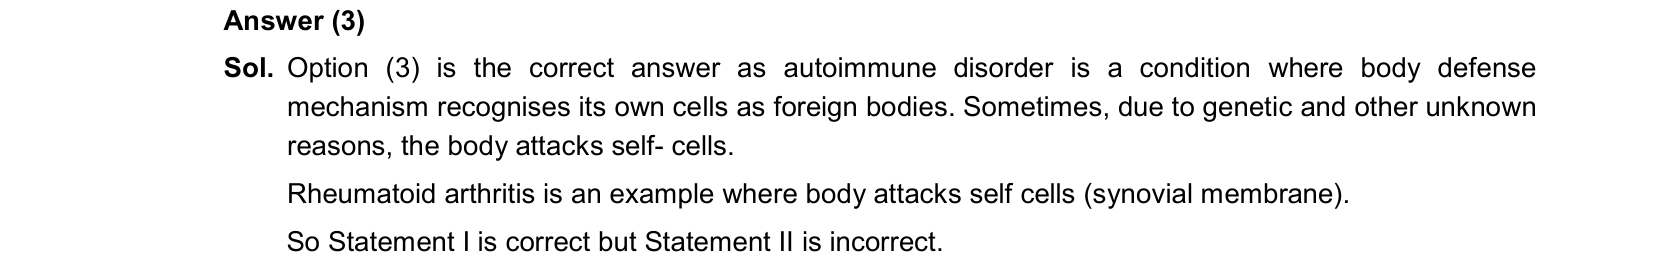 Answer (3)
Sol. Option (3) is the correct answer as autoimmune disorder is a condition where body defense
mechanism recognises its own cells as foreign bodies. Sometimes, due to genetic and other unknown
reasons, the body attacks self- cells.
Rheumatoid arthritis is an example where body attacks self cells (synovial membrane).
So Statement I is correct but Statement II is incorrect.